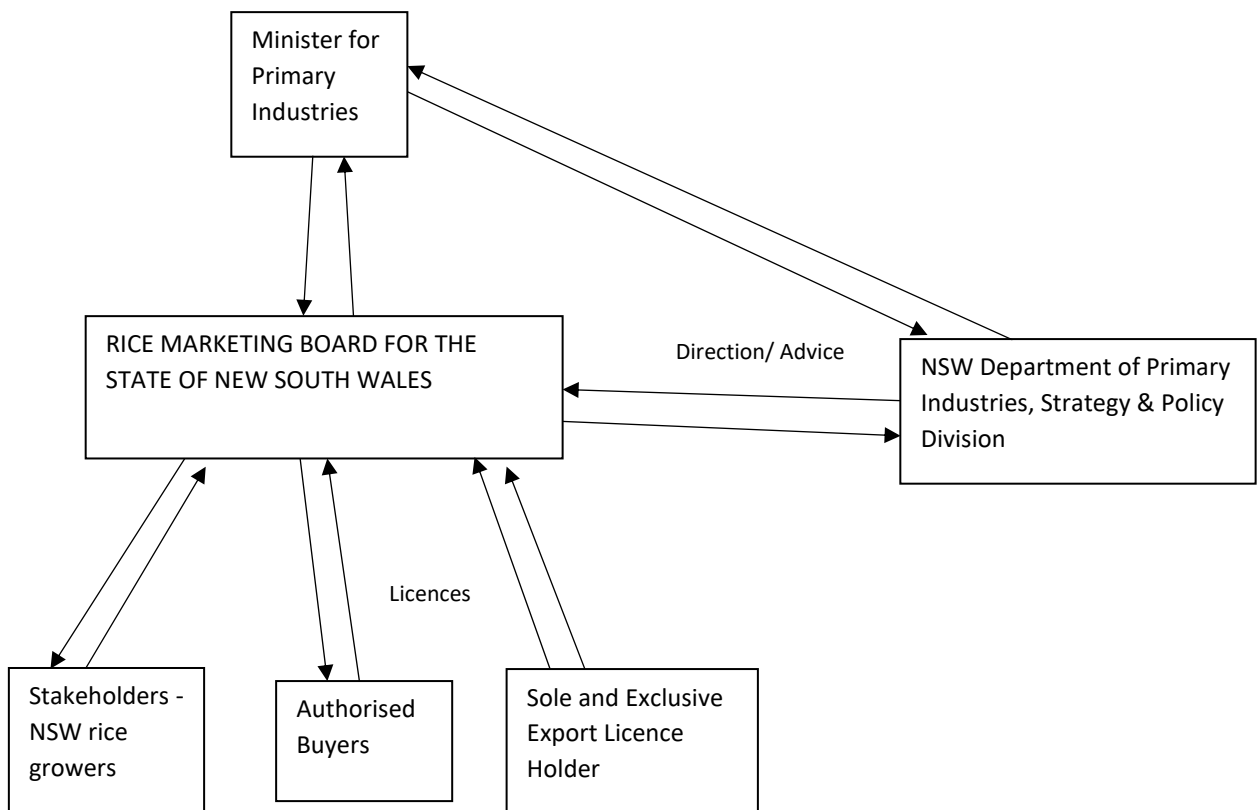 Minister for
Primary
Industries
RICE MARKETING BOARD FOR THE
STATE OF NEW SOUTH WALES
Direction/ Advice
NSW Department of Primary
Industries, Strategy & Policy
Division
Licences
Stakeholders -
NSW rice
growers
Authorised
Buyers
Sole and Exclusive
Export Licence
Holder